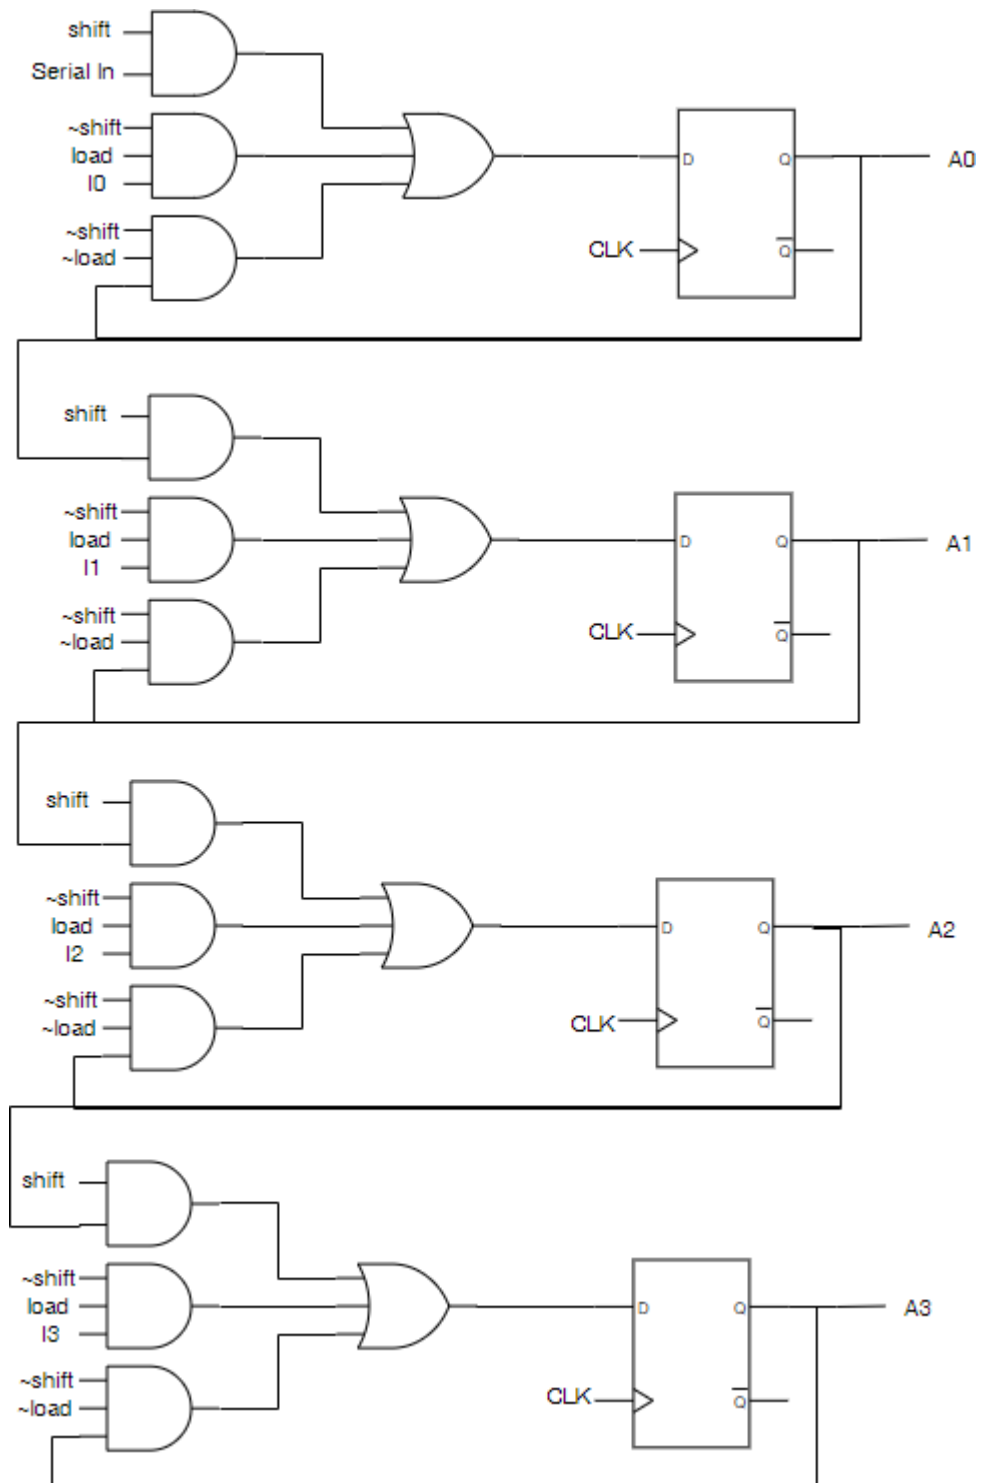 shift
Serial In
~shift
load
I0
D
Q
A0
~shift
~load
CLK
Q
shift
~shift
load
I1
D
Q
A1
~shift
~load
CLK
Q
shift
~shift
load
I2
D
Q
A2
~shift
~load
CLK
Q
shift
~shift
load
I3
D
Q
A3
~shift
~load
CLK
Q